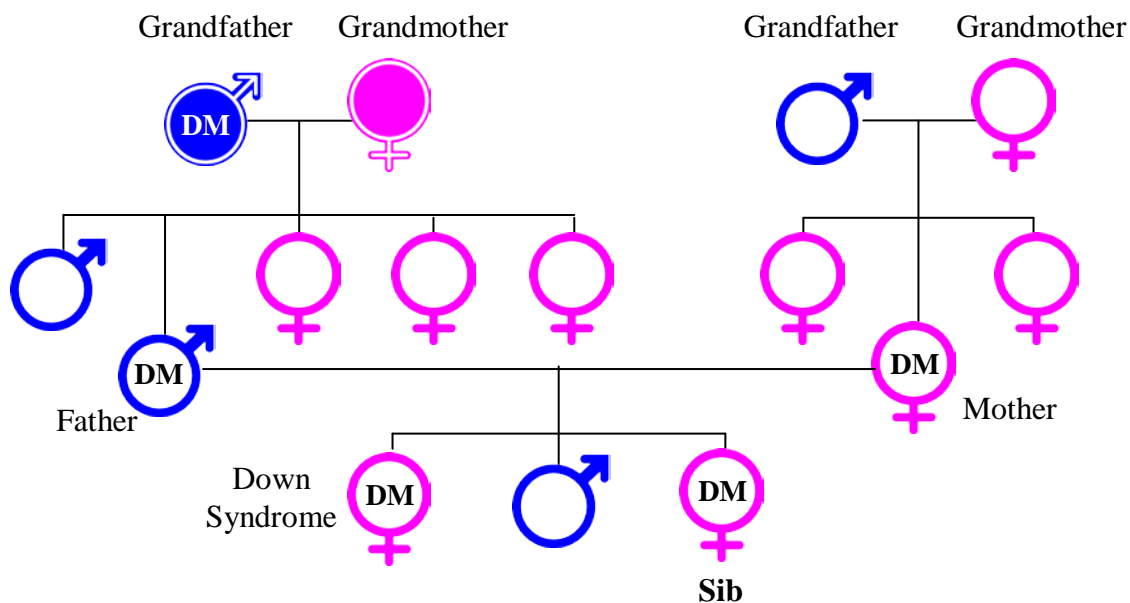 Grandfather Grandmother Grandfather Grandmother
DM
DM DM
Father Mother
Down
Syndrome
DM DM
Sib